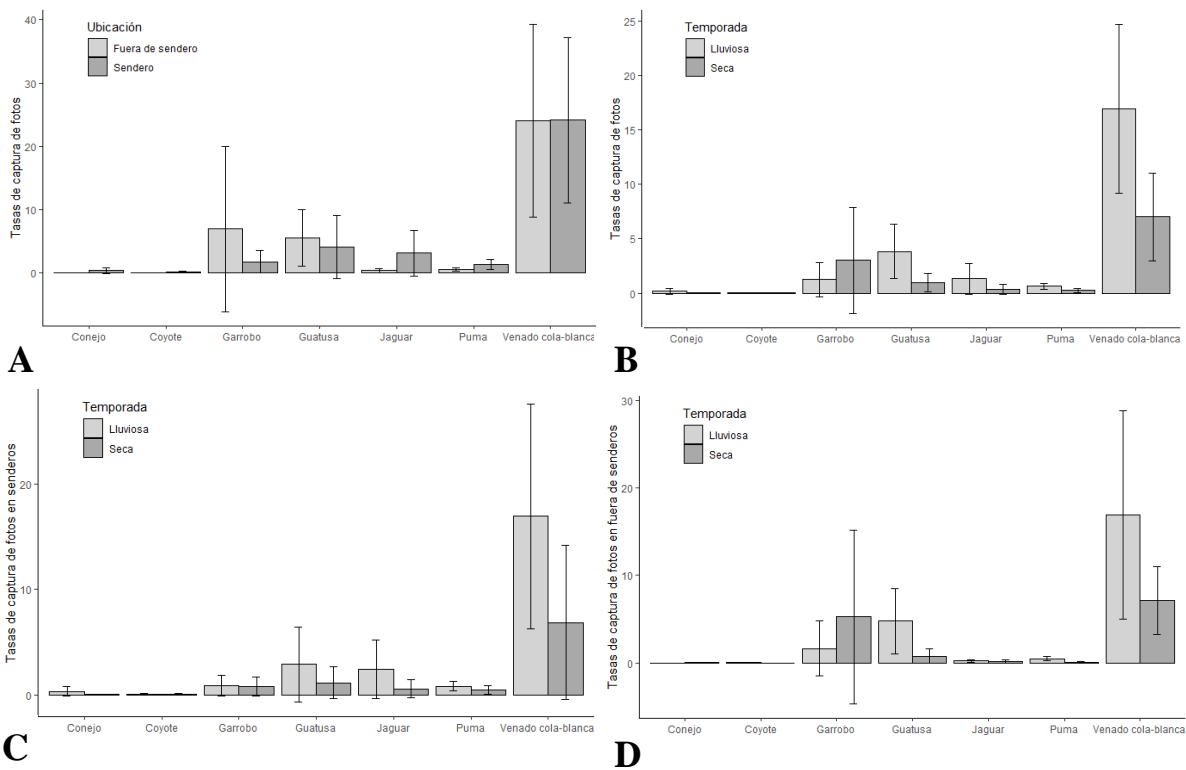 Tasas de captura de fotos
40
30
20
10
0
Ubicación
Fuera de sendero
Sendero
Conejo Coyote Garrobo Guatusa Jaguar Puma Venado cola-blanca
A
Tasas de captura de fotos
25
20
15
10
5
0
Temporada
Lluviosa
Seca
Conejo Coyote Garrobo Guatusa Jaguar Puma Venado cola-blanca
B
Tasas de captura de fotos en senderos
20
10
0
Temporada
Lluviosa
Seca
Conejo Coyote Garrobo Guatusa Jaguar Puma Venado cola-blanca
C
Tasas de captura de fotos en fuera de senderos
30
20
10
0
Temporada
Lluviosa
Seca
Conejo Coyote Garrobo Guatusa Jaguar Puma Venado cola-blanca
D